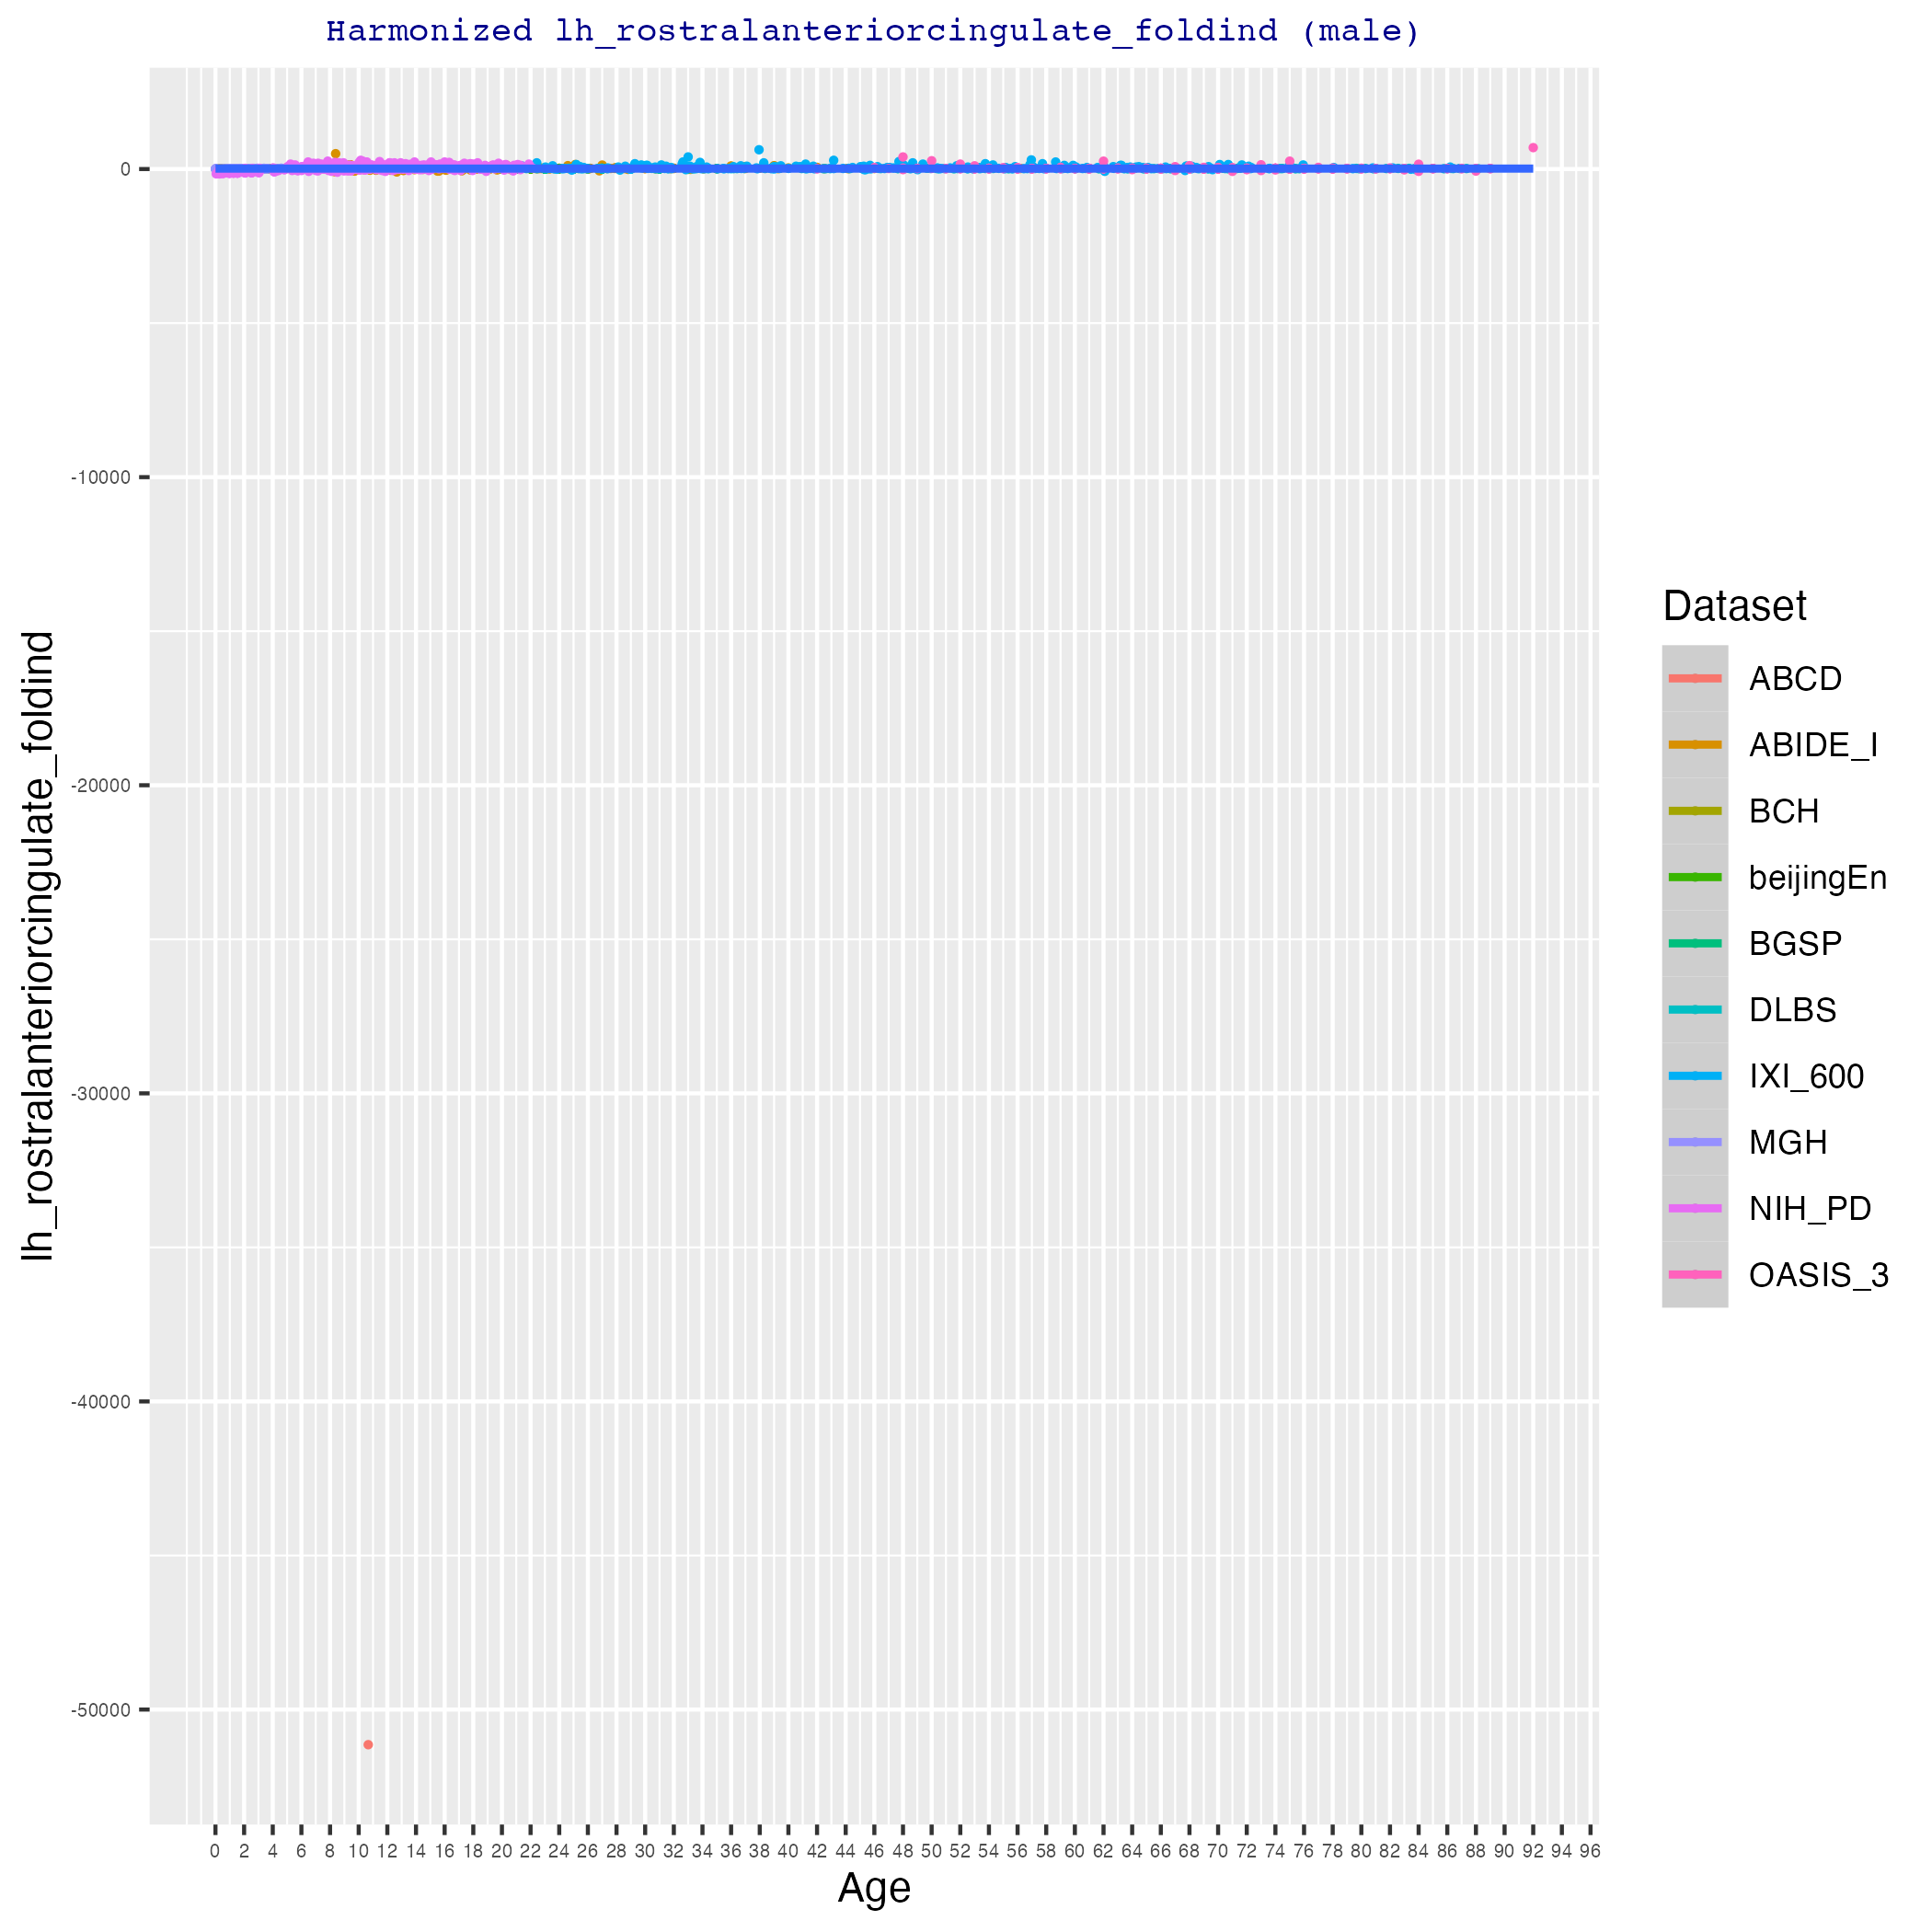 Harmonized lh_rostralanteriorcingulate_foldind (male)
lh_rostralanteriorcingulate_foldind
0
-10000
-20000
-30000
-40000
-50000
0 2 4 6 8 10 12 14 16 18 20 22 24 26 28 30 32 34 36 38 40 42 44 46 48 50 52 54 56 58 60 62 64 66 68 70 72 74 76 78 80 82 84 86 88 90 92 94 96
Age
Dataset
ABCD
ABIDE_I
BCH
beijingEn
BGSP
DLBS
IXI_600
MGH
NIH_PD
OASIS_3